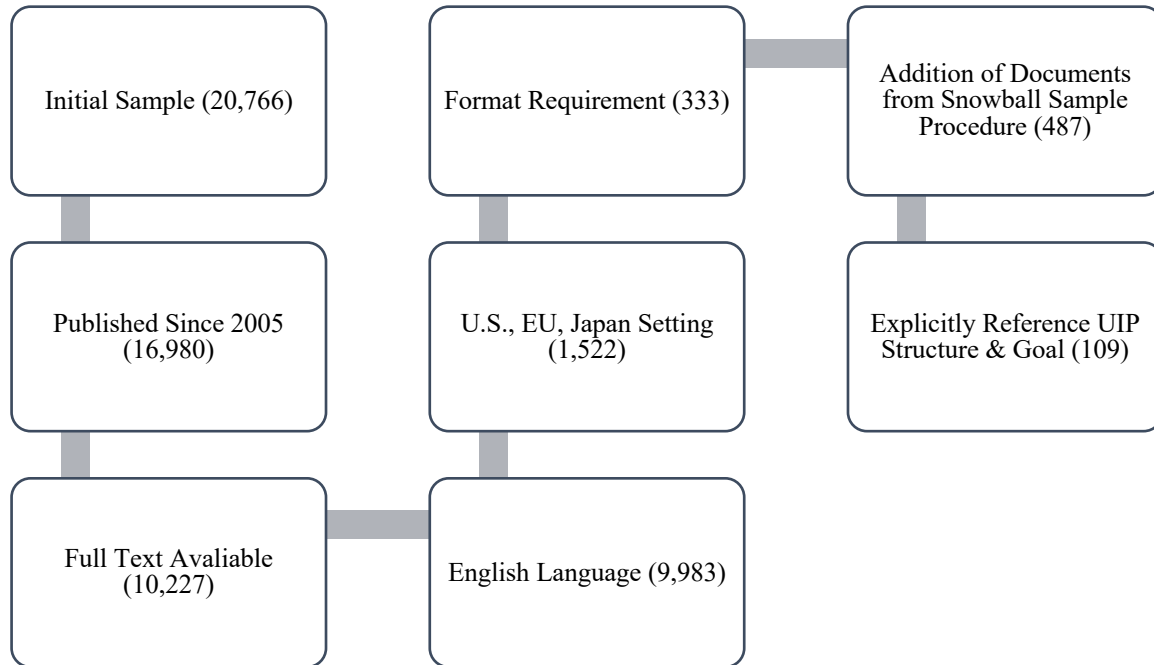 Initial Sample (20,766)
Published Since 2005
(16,980)
Full Text Avaliable
(10,227)
English Language (9,983)
U.S., EU, Japan Setting
(1,522)
Format Requirement (333)
Addition of Documents
from Snowball Sample
Procedure (487)
Explicitly Reference UIP
Structure & Goal (109)